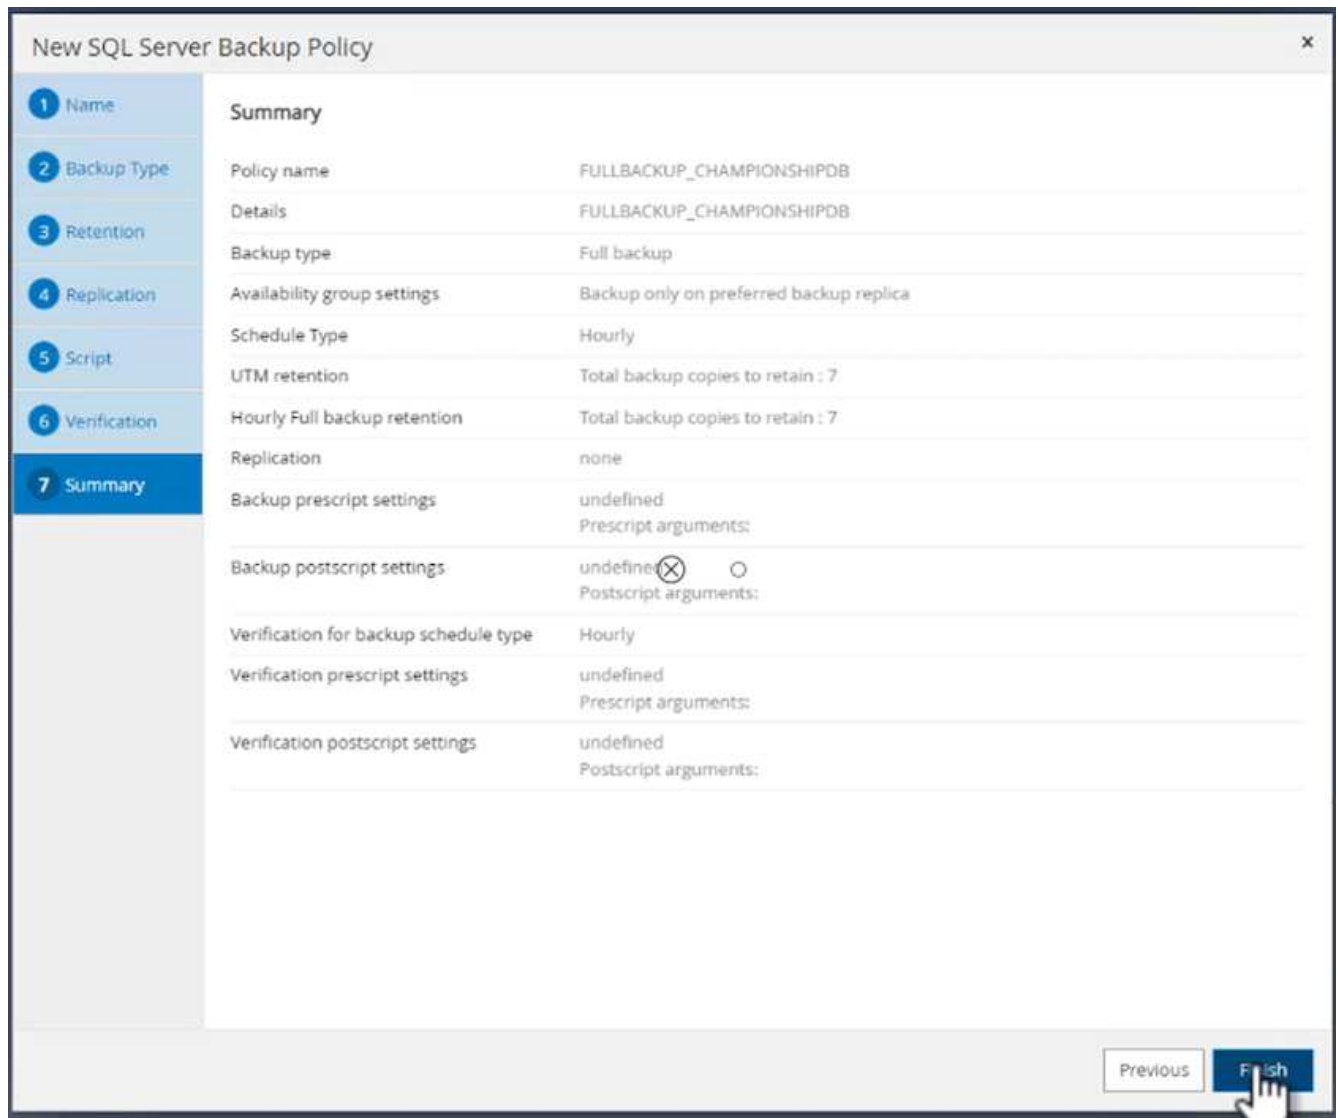 New SQL Server Backup Policy
×
1 Name
2 Backup Type
3 Retention
4 Replication
5 Script
6 Verification
7 Summary
Summary
Policy name FULLBACKUP_CHAMPIONSHIPDB
Details FULLBACKUP_CHAMPIONSHIPDB
Backup type Full backup
Availability group settings Backup only on preferred backup replica
Schedule Type Hourly
UTM retention Total backup copies to retain : 7
Hourly Full backup retention Total backup copies to retain : 7
Replication none
Backup prescript settings undefined
Prescript arguments:
Backup postscript settings undefined
Postscript arguments:
Verification for backup schedule type Hourly
Verification prescript settings undefined
Prescript arguments:
Verification postscript settings undefined
Postscript arguments:
Previous
Finish